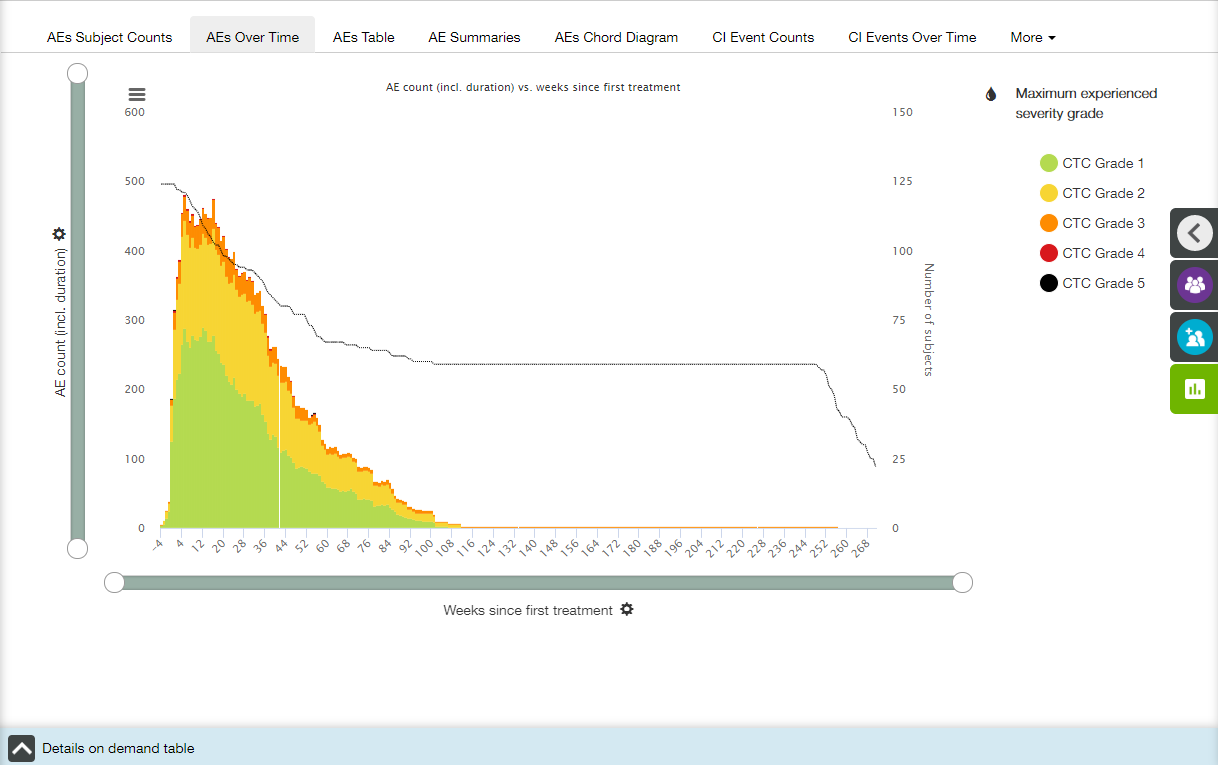 AEs Subject Counts AEs Over Time AEs Table AE Summaries AEs Chord Diagram CI Event Counts CI Events Over Time More
AE count (incl. duration) vs. weeks since first treatment
600
500
400
300
200
100
0
AE count (incl. duration)
150
125
100
75
50
25
0
Number of subjects
-4 4 12 20 28 36 44 52 60 68 76 84 92 100 108 116 124 132 140 148 156 164 172 180 188 196 204 212 220 228 236 244 252 260 268
Weeks since first treatment
Maximum experienced
severity grade
CTC Grade 1
CTC Grade 2
CTC Grade 3
CTC Grade 4
CTC Grade 5
Details on demand table